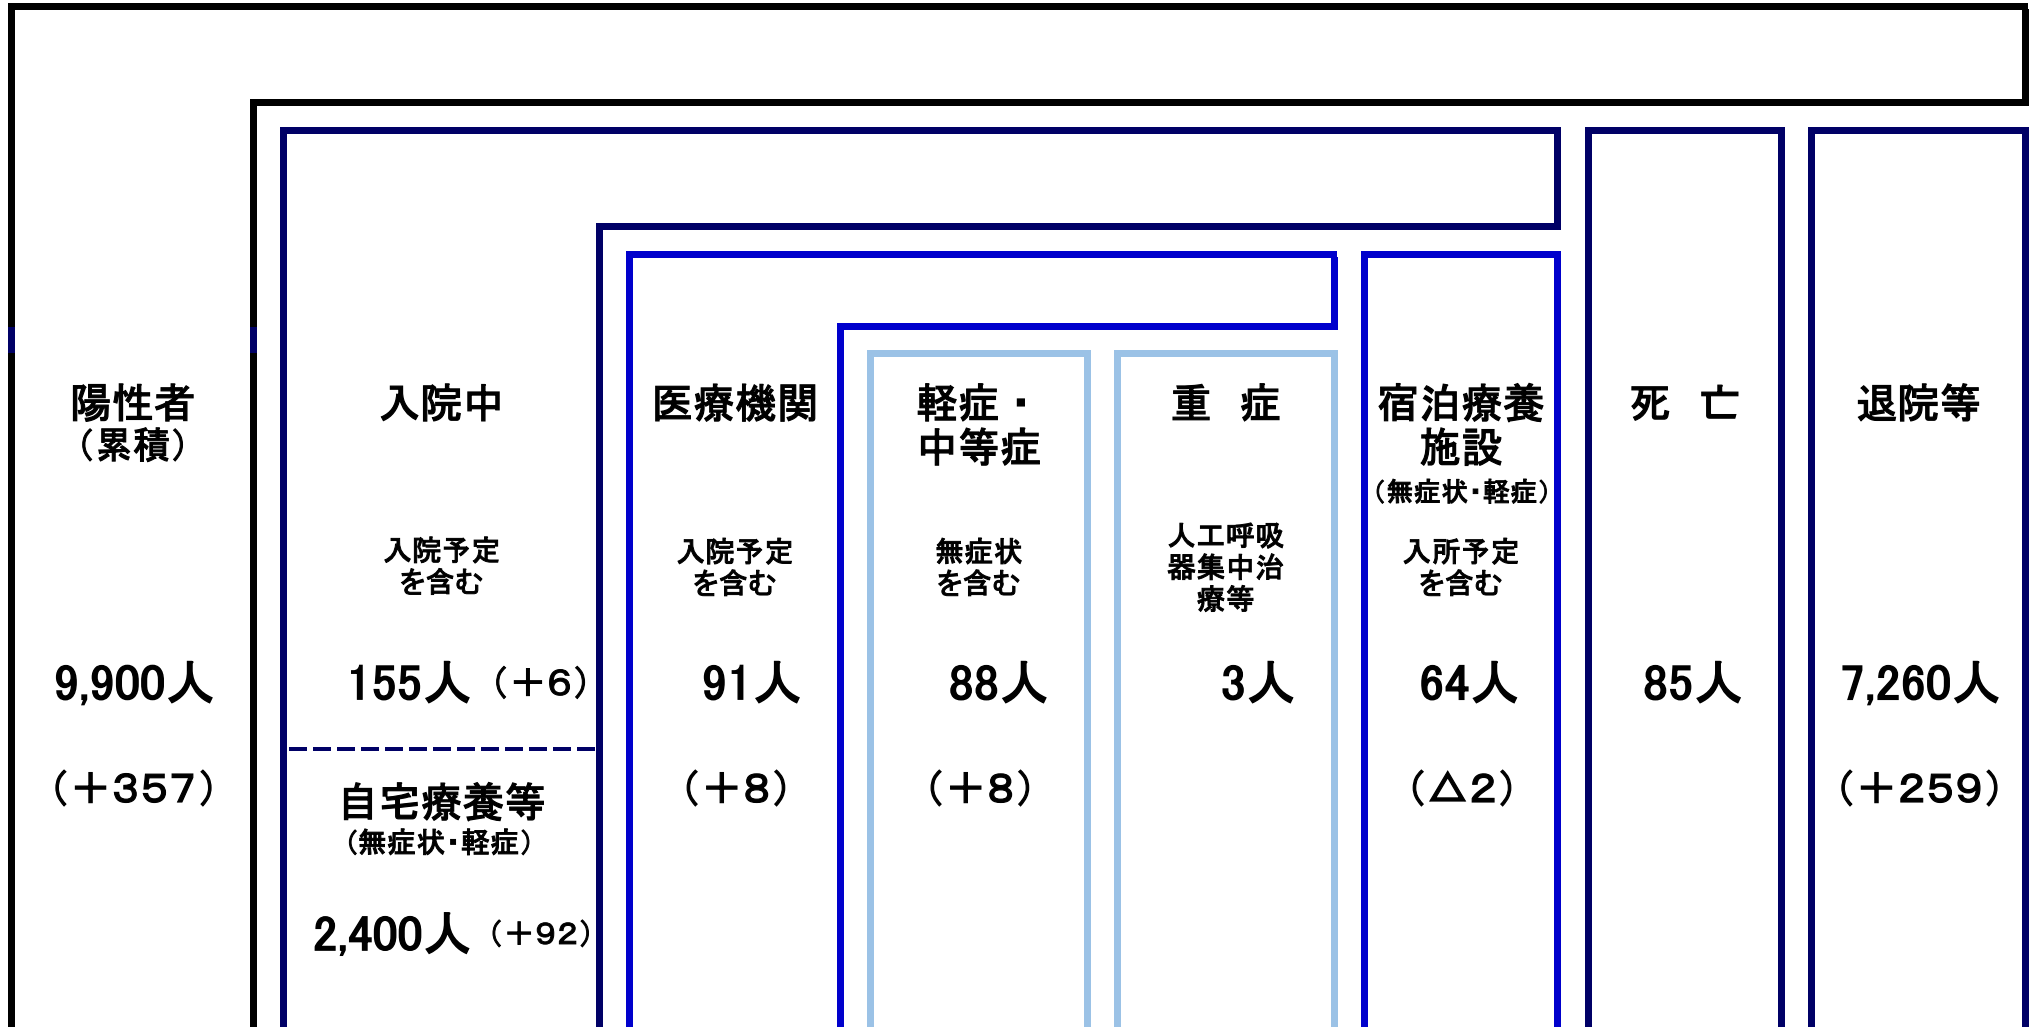 陽性者
（累積）
9,900人
（＋357）
入院中
入院予定
を含む
155人（＋6）
自宅療養等
（無症状・軽症）
2,400人（＋92）
医療機関
入院予定
を含む
91人
（＋8）
軽症・
中等症
無症状
を含む
88人
（＋8）
重　症
人工呼吸
器集中治
療等
3人
宿泊療養
施設
（無症状・軽症）
入所予定
を含む
64人
（△2）
死　亡
85人
退院等
7,260人
（＋259）